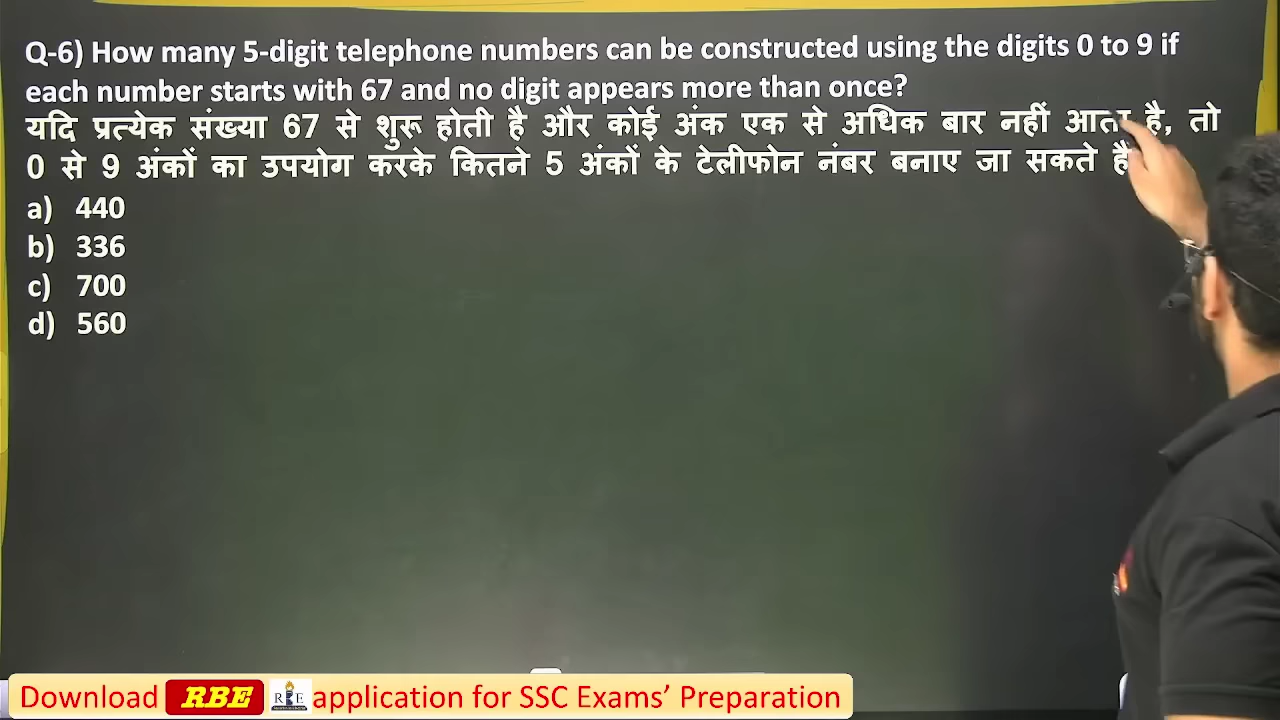 Q-6) How many 5-digit telephone numbers can be constructed using the digits 0 to 9 if
each number starts with 67 and no digit appears more than once?
यदि प्रत्येक संख्या 67 से शुरू होती है और कोई अंक एक से अधिक बार नहीं आता है, तो
0 से 9 अंकों का उपयोग करके कितने 5 अंकों के टेलीफोन नंबर बनाए जा सकते हैं
a) 440
b) 336
c) 700
d) 560
Download RBE RBE application for SSC Exams' Preparation